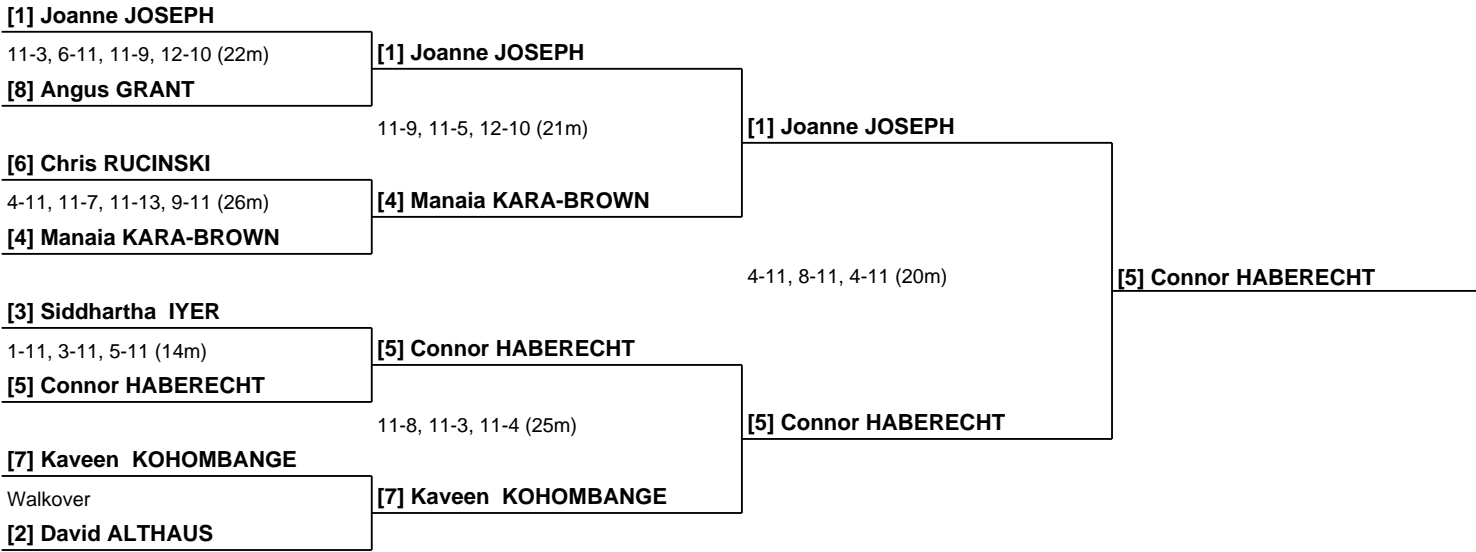 [1] Joanne JOSEPH
11-3, 6-11, 11-9, 12-10 (22m)
[8] Angus GRANT
[6] Chris RUCINSKI
4-11, 11-7, 11-13, 9-11 (26m)
[4] Manaia KARA-BROWN
[3] Siddhartha  IYER
1-11, 3-11, 5-11 (14m)
[5] Connor HABERECHT
[7] Kaveen  KOHOMBANGE
Walkover
[2] David ALTHAUS
[1] Joanne JOSEPH
11-9, 11-5, 12-10 (21m)
[4] Manaia KARA-BROWN
[5] Connor HABERECHT
11-8, 11-3, 11-4 (25m)
[7] Kaveen  KOHOMBANGE
[1] Joanne JOSEPH
4-11, 8-11, 4-11 (20m)
[5] Connor HABERECHT
[5] Connor HABERECHT